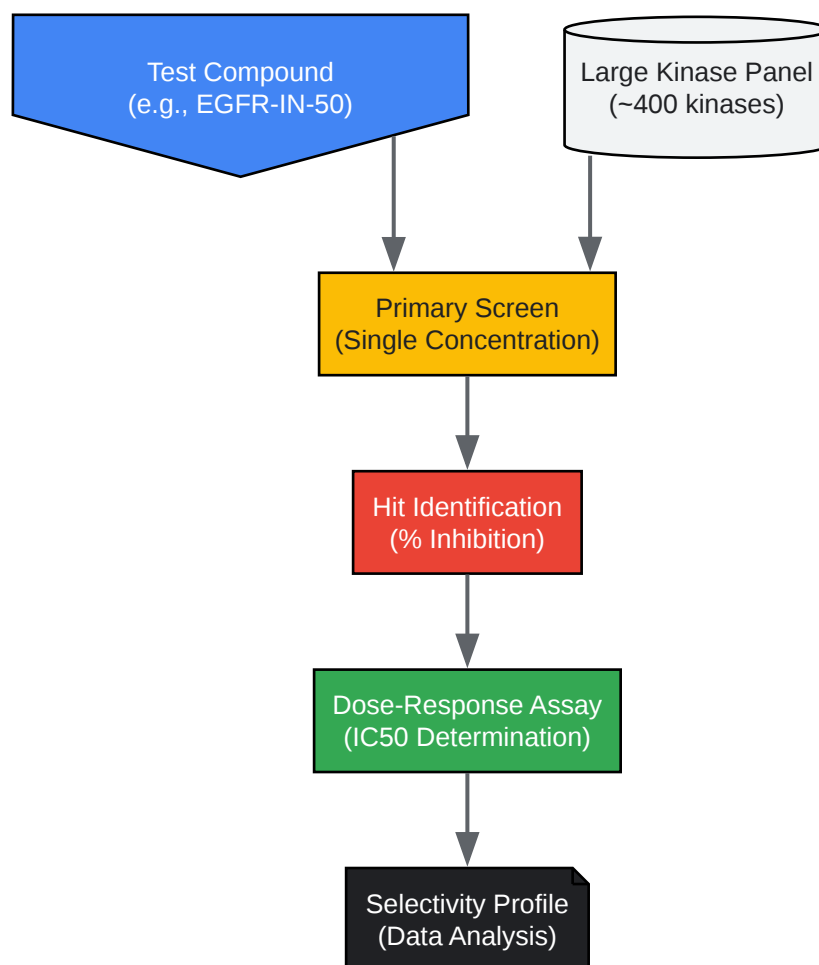 Test Compound
(e.g., EGFR-IN-50)
Large Kinase Panel
(~400 kinases)
Primary Screen
(Single Concentration)
Hit Identification
(% Inhibition)
Dose-Response Assay
(IC50 Determination)
Selectivity Profile
(Data Analysis)